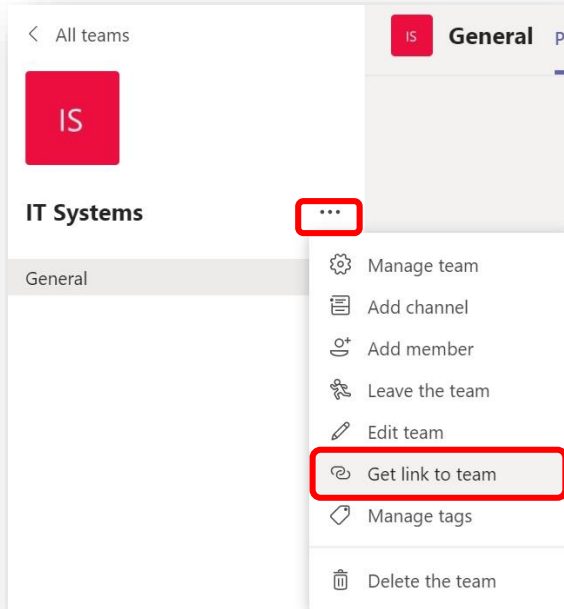 All teams
IS General P
IS
IT Systems
...
General
Manage team
Add channel
Add member
Leave the team
Edit team
Get link to team
Manage tags
Delete the team